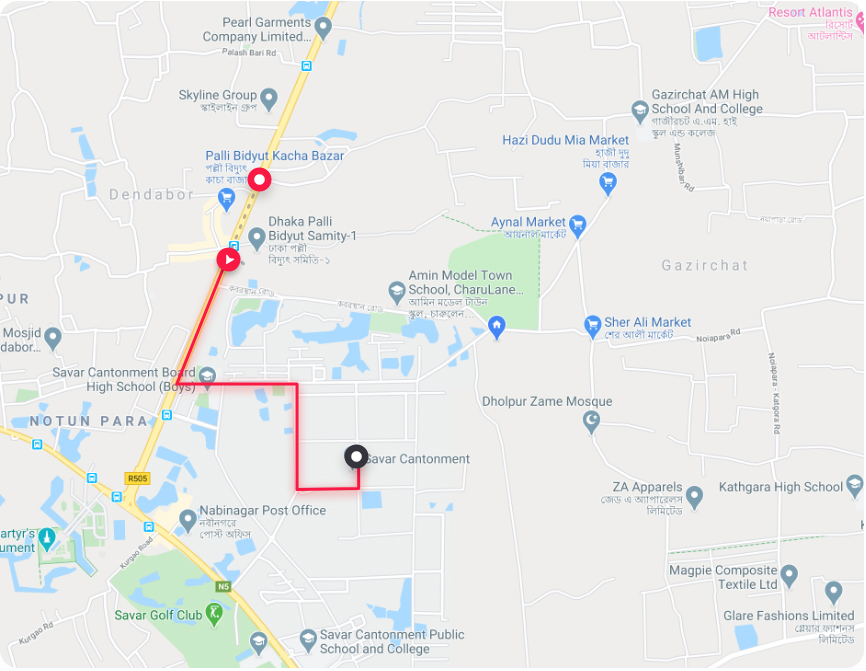 Resort Atlantis
রিসোর্ট
আটলান্টিস
Pearl Garments
Company Limited...
Palash Bari Rd
Skyline Group
স্কাইলাইন গ্রুপ
Gazirchat AM High
School And College
গাজীরচট এ.এম. হাই
স্কুল এন্ড কলেজ
Hazi Dudu Mia Market
হাজী দুদু
মিয়া বাজার
Munshibar Rd
Palli Bidyut Kacha Bazar
পল্লী বিদ্যুৎ
কাচা বাজার
Dendabor
Dhaka Palli
Bidyut Samity-1
ঢাকা পল্লী
বিদ্যুৎ সমিতি-১
Aynal Market
আয়নাল মার্কেট
Gazirchat
Amin Model Town
School, CharuLane...
আমিন মডেল টাউন
স্কুল, চারুলেন...
কবরস্থান রোড
কবরস্থান রোড
PUR
Mosjid
dabor...
Sher Ali Market
শের আলী মার্কেট
Noiapara Rd
Noiapara - Katgora Rd
Savar Cantonment Board
High School (Boys)
Dholpur Zame Mosque
NOTUN PARA
Savar Cantonment
R505
ZA Apparels
জেড এ অ্যাপারেলস
লিমিটেড
Kathgara High School
Nabinagar Post Office
নবীনগরে
পোস্ট অফিস
artyr's
ument
Kurgao Road
Magpie Composite
Textile Ltd
N5
Savar Golf Club
Glare Fashions Limited
গ্লেয়ার ফ্যাশনস
লিমিটেড
Kurgao Rd
Savar Cantonment Public
School and College